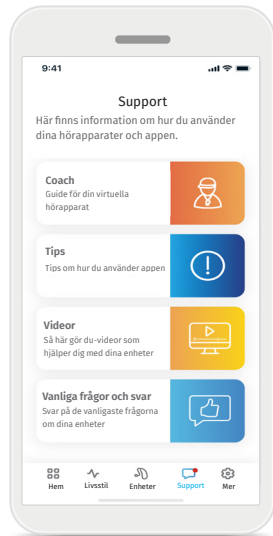 9:41
Support
Här finns information om hur du använder
dina hörapparater och appen.
Coach
Guide för din virtuella
hörapparat
Tips
Tips om hur du använder appen
Videor
Så här gör du-videor som
hjälper dig med dina enheter
Vanliga frågor och svar
Svar på de vanligaste frågorna
om dina enheter
Hem Livsstil Enheter Support Mer